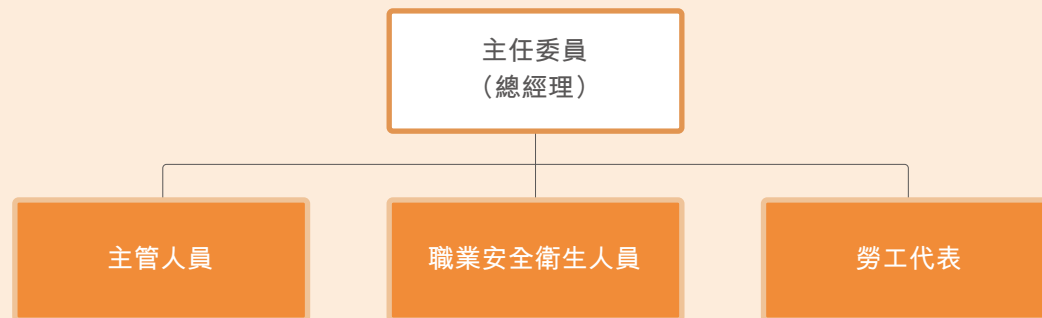 主任委員
（總經理）
主管人員
職業安全衛生人員
勞工代表